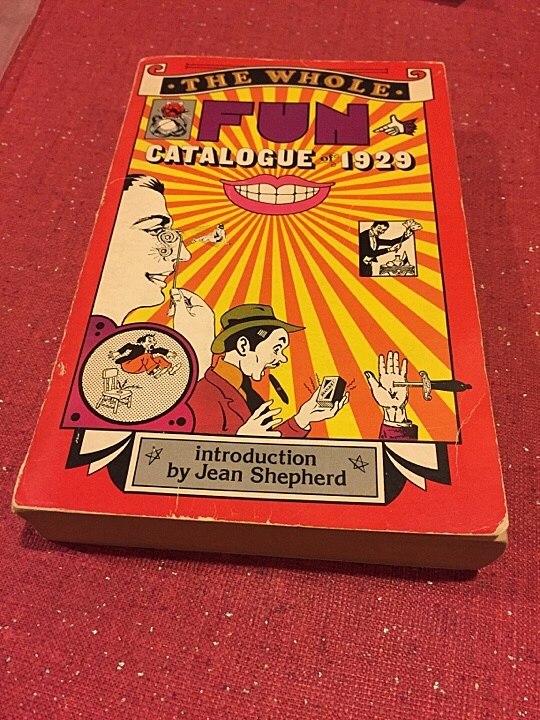 THE WHOLE
FUN
CATALOGUE of 1929
introduction
by Jean Shepherd